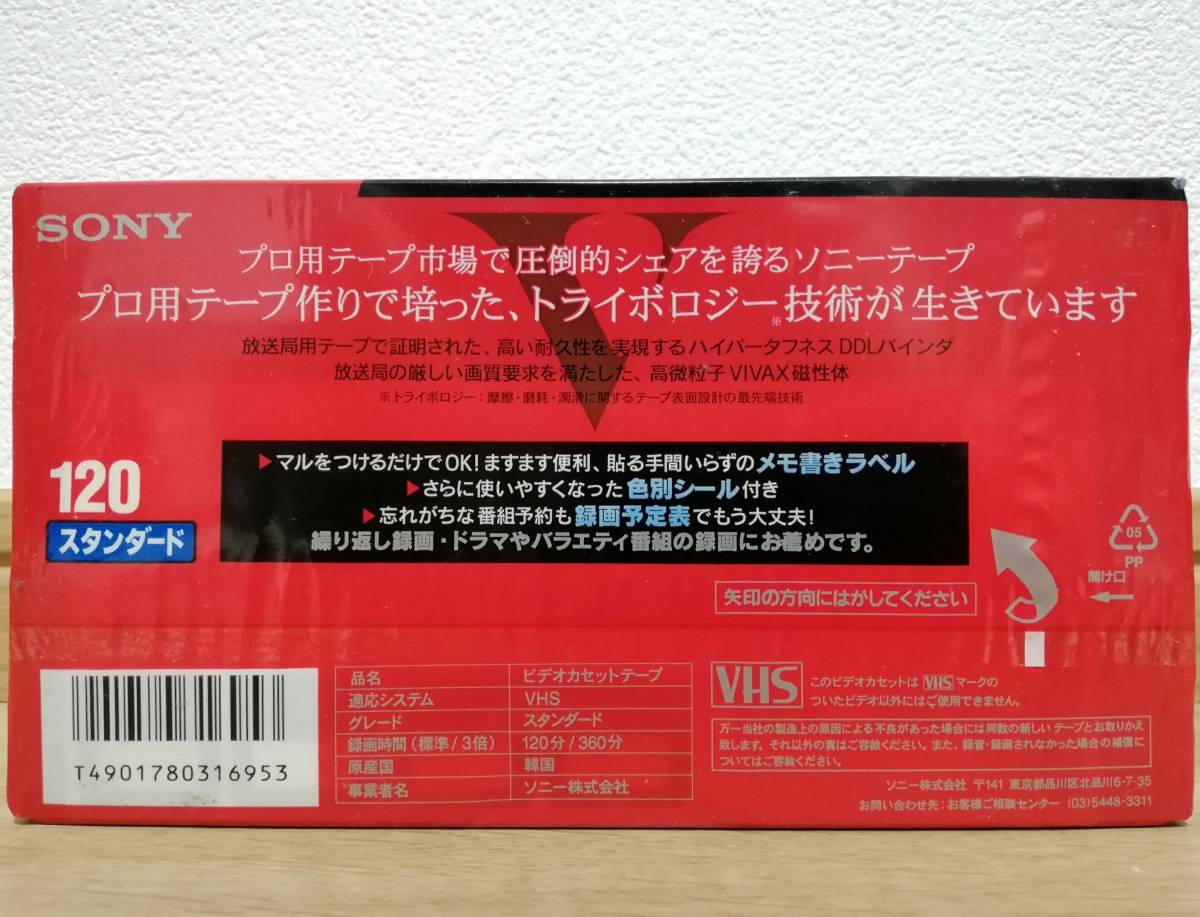 SONY
V
プロ用テープ市場で圧倒的シェアを誇るソニーテープ
プロ用テープ作りで培った、トライボロジー※技術が生きています
放送局用テープで証明された、高い耐久性を実現するハイパータフネスDDLバインダ
放送局の厳しい画質要求を満たした、高微粒子VIVAX磁性体
※トライボロジー：摩擦・磨耗・潤滑に関するテープ表面設計の最先端技術
120
スタンダード
▶マルをつけるだけでOK!ますます便利、貼る手間いらずのメモ書きラベル
▶さらに使いやすくなった色別シール付き
▶忘れがちな番組予約も録画予定表でもう大丈夫!
繰り返し録画・ドラマやバラエティ番組の録画にお薦めです。
05
PP
開け口
矢印の方向にはがしてください
T4901780316953
品名 ビデオカセットテープ
適応システム VHS
グレード スタンダード
録画時間(標準/3倍) 120分/360分
原産国 韓国
事業者名 ソニー株式会社
VHS
このビデオカセットは VHS マークの
ついたビデオ以外にはご使用できません。
万一当社の製造上の原因による不良があった場合には同数の新しいテープとお取りかえ
致します。それ以外の責はご容赦ください。また、録音・録画されなかった場合の補償に
ついてはご容赦ください。
ソニー株式会社 〒141 東京都品川区北品川6-7-35
お問い合わせ先：お客様ご相談センター (03)5448-3311